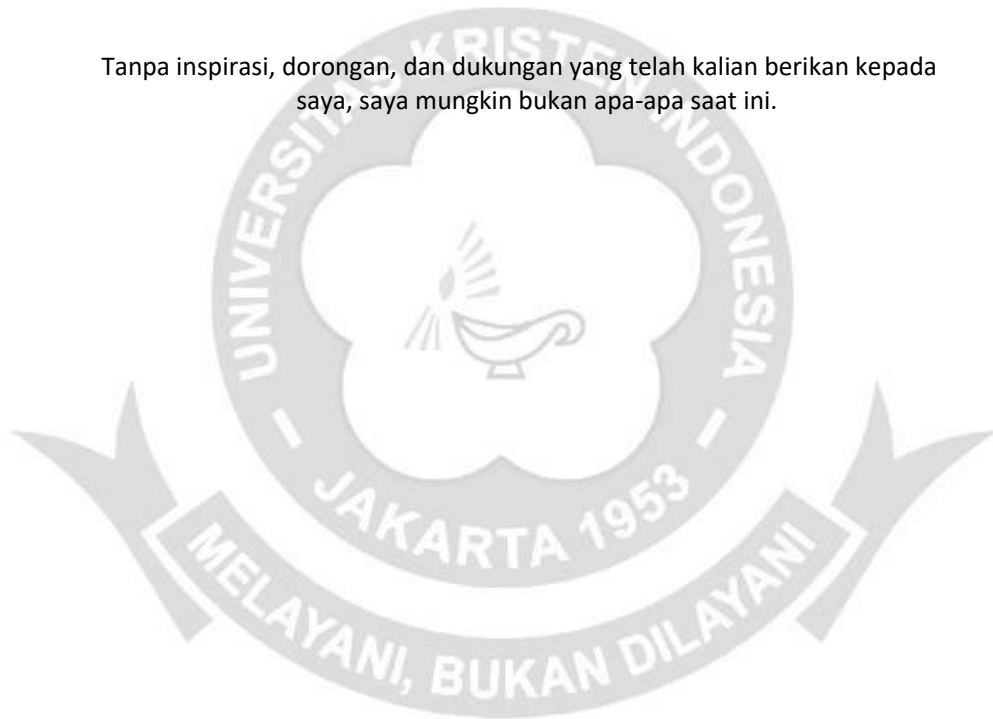 Tanpa inspirasi, dorongan, dan dukungan yang telah kalian berikan kepada
saya, saya mungkin bukan apa-apa saat ini.
UNIVERSITAS KRISTEN INDONESIA
- JAKARTA 1953 -
MELAYANI, BUKAN DILAYANI